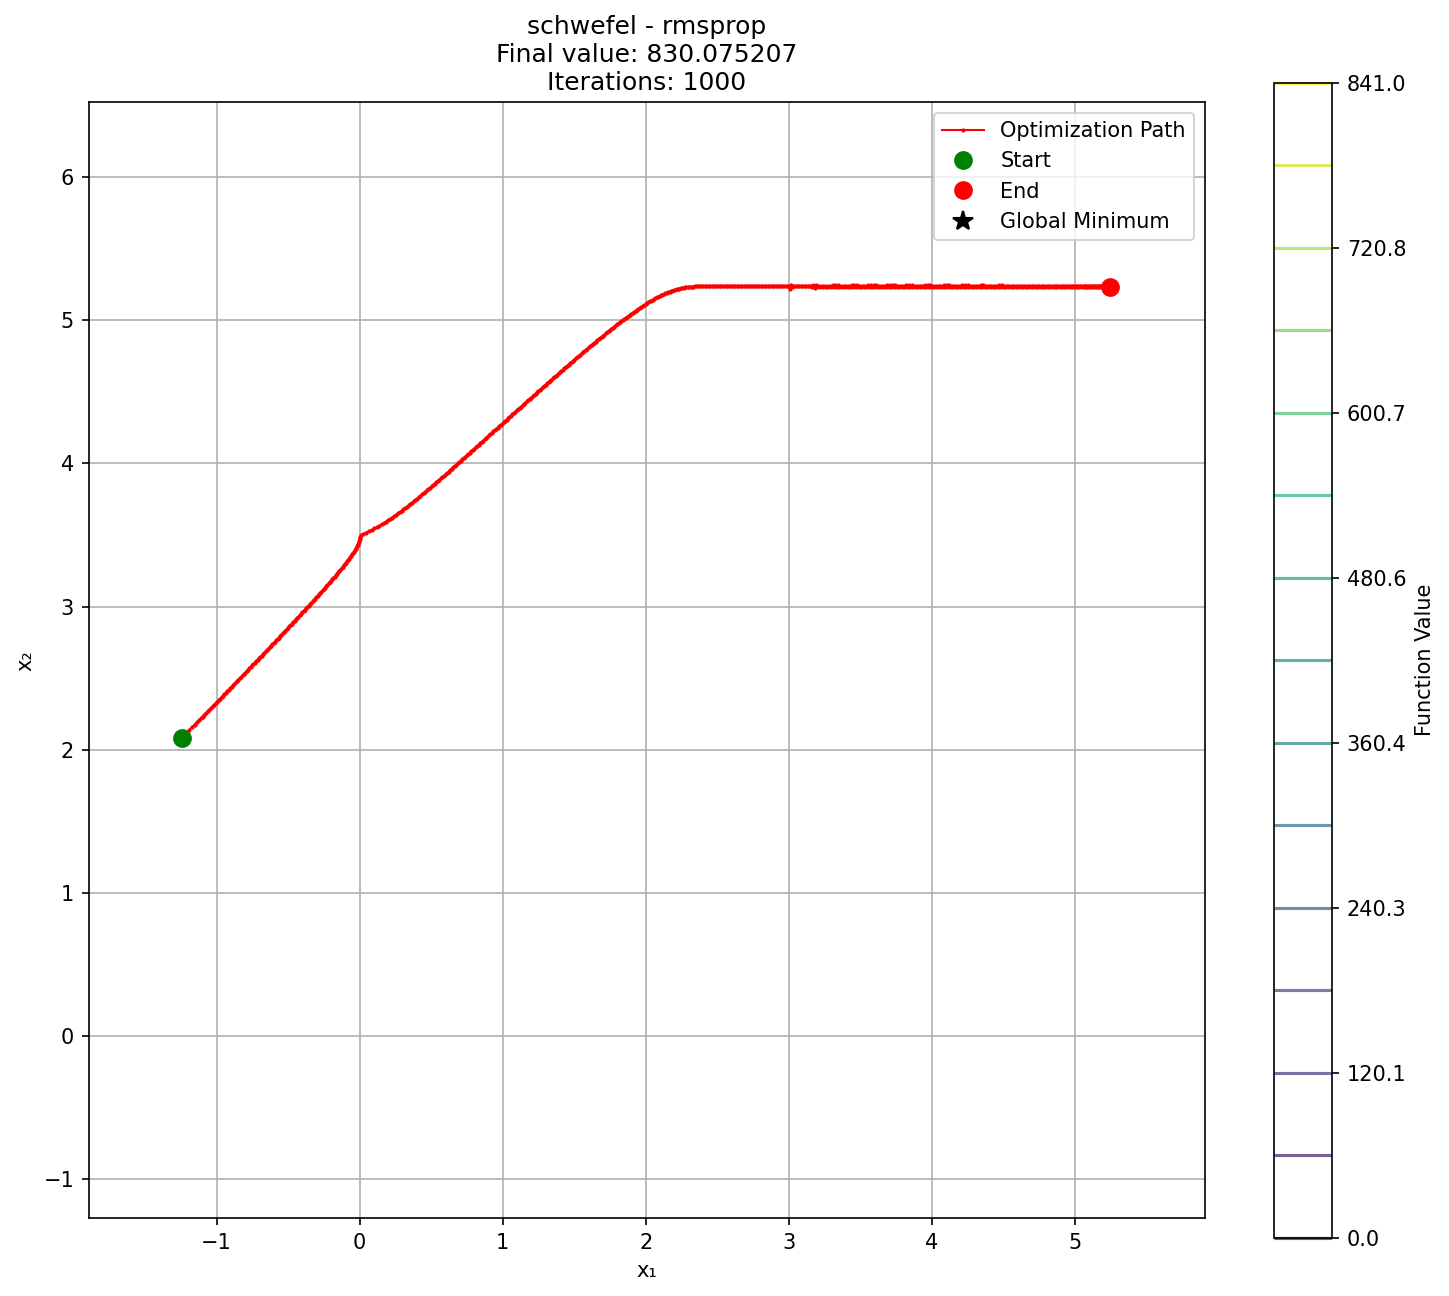 schwefel - rmsprop
Final value: 830.075207
Iterations: 1000
Optimization Path
Start
End
Global Minimum
6
5
4
3
2
1
0
−1
x₂
−1
0
1
2
3
4
5
x₁
841.0
720.8
600.7
480.6
360.4
240.3
120.1
0.0
Function Value